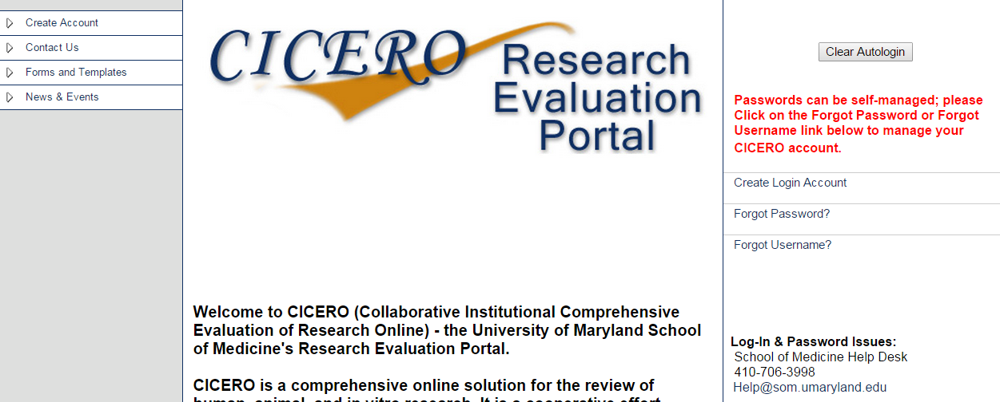 Create Account
Contact Us
Forms and Templates
News & Events
CICERO Research
Evaluation
Portal
Welcome to CICERO (Collaborative Institutional Comprehensive
Evaluation of Research Online) - the University of Maryland School
of Medicine's Research Evaluation Portal.
CICERO is a comprehensive online solution for the review of
human, animal, and in vitro research. It is a cooperative effort
Clear Autologin
Passwords can be self-managed; please
Click on the Forgot Password or Forgot
Username link below to manage your
CICERO account.
Create Login Account
Forgot Password?
Forgot Username?
Log-In & Password Issues:
School of Medicine Help Desk
410-706-3998
Help@som.umaryland.edu